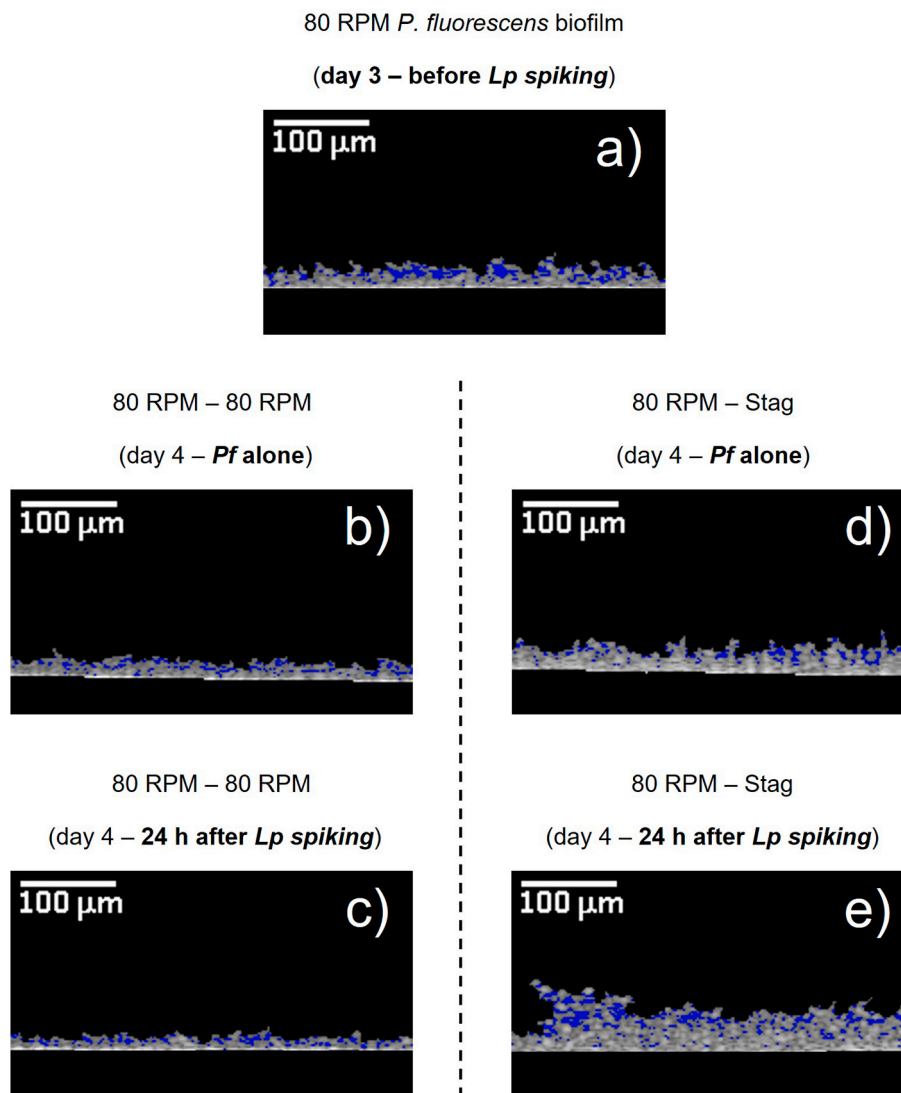 80 RPM P. fluorescens biofilm
(day 3 – before Lp spiking)
100 µm
a)
80 RPM – 80 RPM
(day 4 – Pf alone)
100 µm
b)
80 RPM – Stag
(day 4 – Pf alone)
100 µm
d)
80 RPM – 80 RPM
(day 4 – 24 h after Lp spiking)
100 µm
c)
80 RPM – Stag
(day 4 – 24 h after Lp spiking)
100 µm
e)